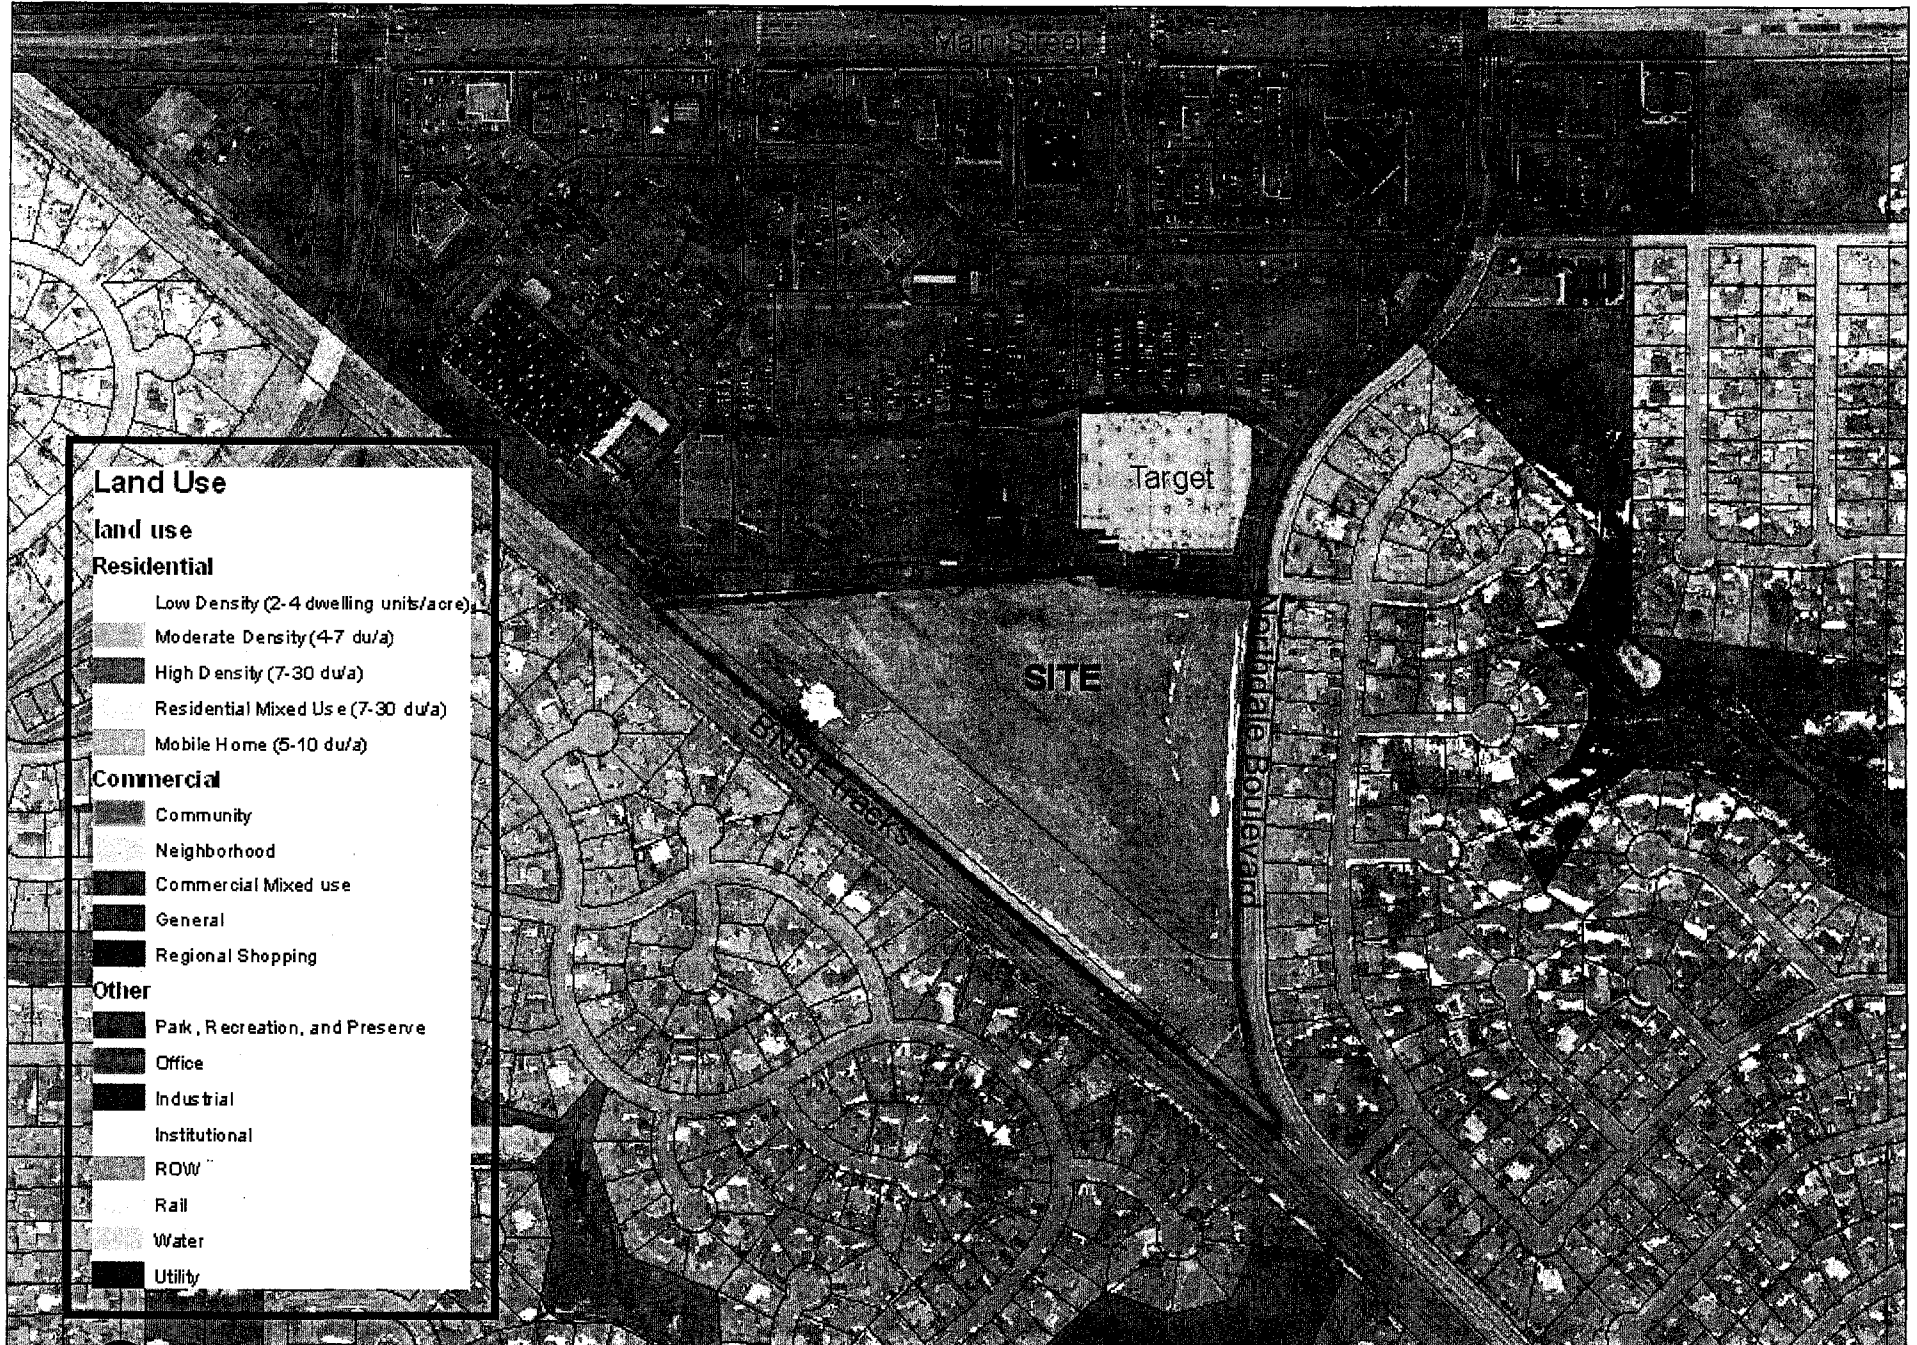 Main Street
Target
SITE
Northdale Boulevard
BNSF tracks
Land Use
land use
Residential
Low Density (2-4 dwelling units/acre)
Moderate Density (4-7 du/a)
High Density (7-30 du/a)
Residential Mixed Use (7-30 du/a)
Mobile Home (5-10 du/a)
Commercial
Community
Neighborhood
Commercial Mixed use
General
Regional Shopping
Other
Park, Recreation, and Preserve
Office
Industrial
Institutional
ROW
Rail
Water
Utility